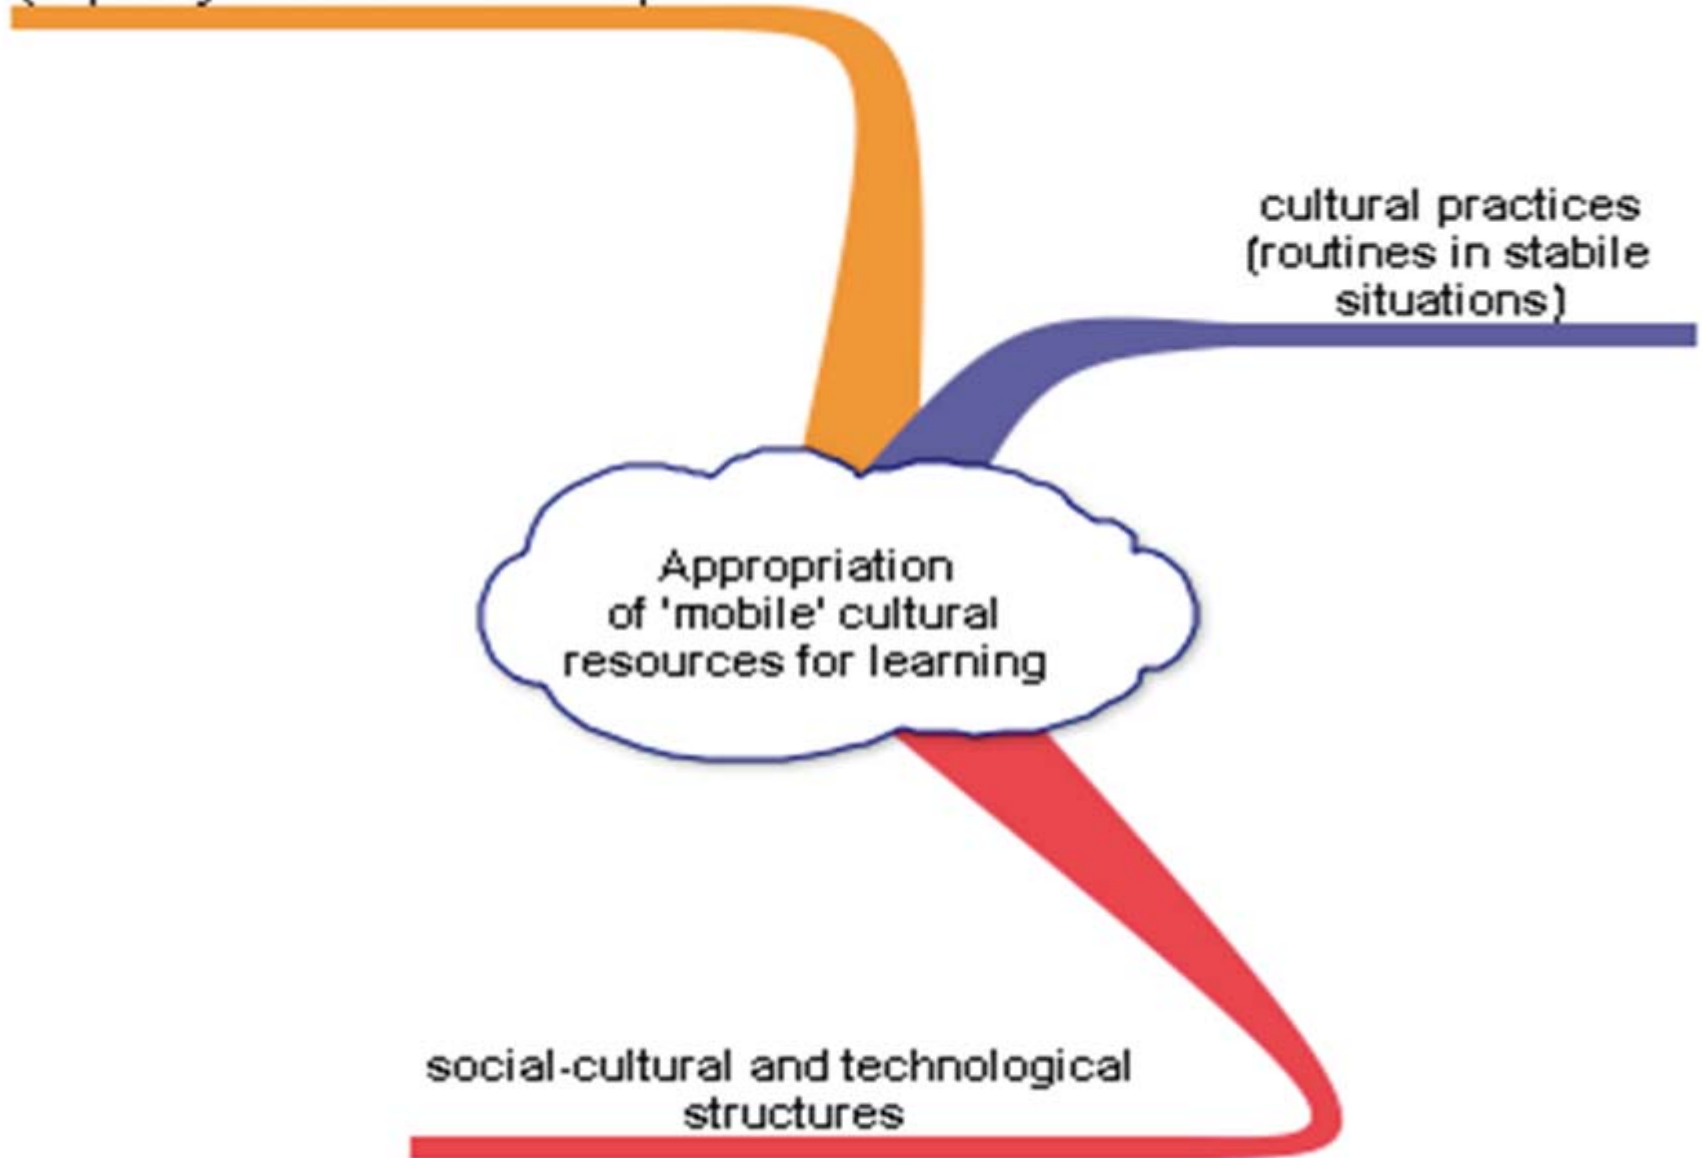 cultural practices
(routines in stabile
situations)
Appropriation
of 'mobile' cultural
resources for learning
social-cultural and technological
structures